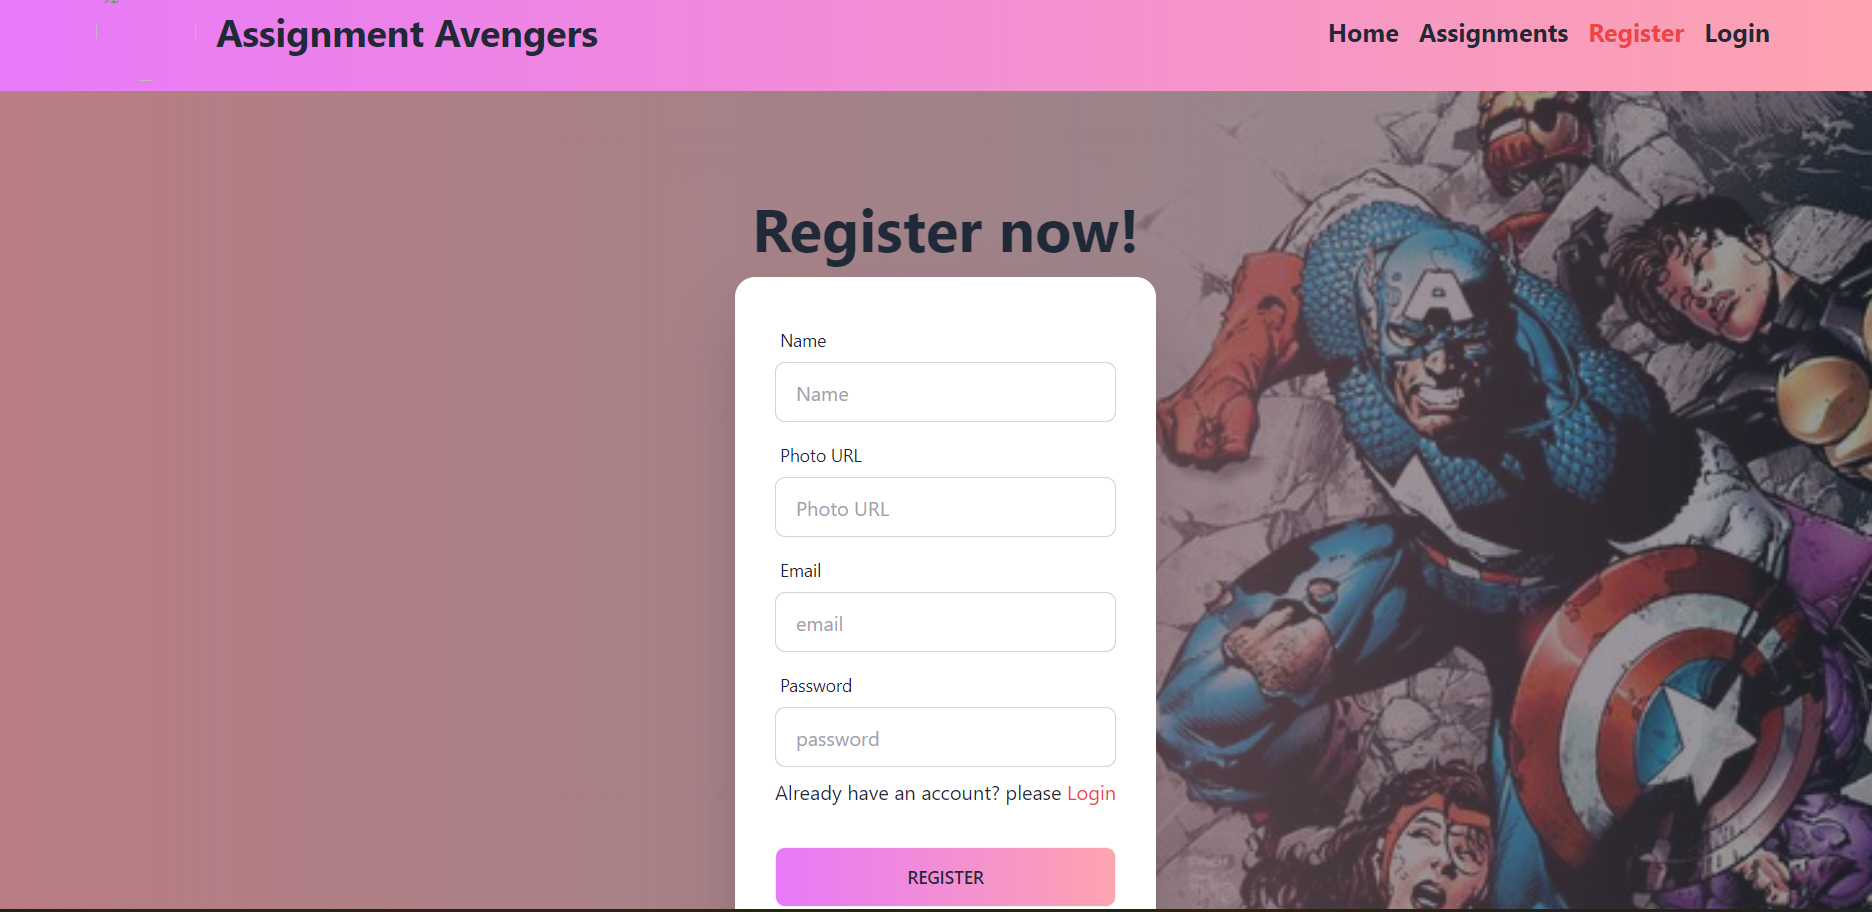 Assignment Avengers
Home Assignments Register Login
Register now!
Name
Name
Photo URL
Photo URL
Email
email
Password
password
Already have an account? please Login
REGISTER
A